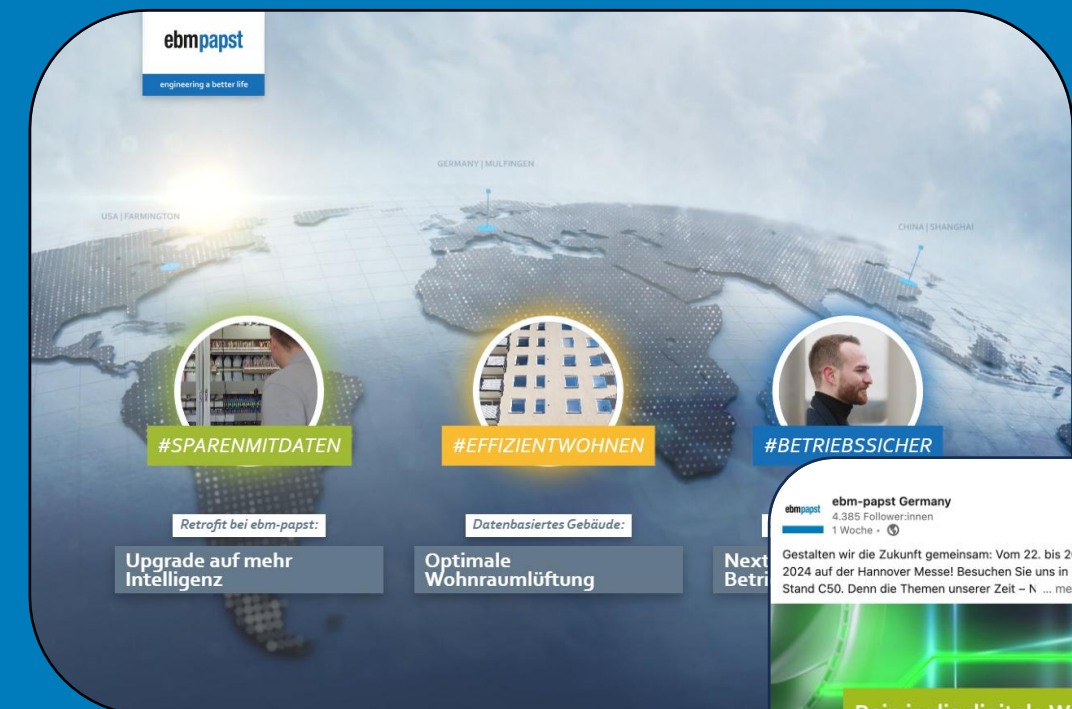 ebmpapst
engineering a better life
GERMANY | MULFINGEN
USA | FARMINGTON
CHINA | SHANGHAI
#SPARENMITDATEN
#EFFIZIENTWOHNEN
#BETRIEBSSICHER
Retrofit bei ebm-papst:
Upgrade auf mehr
Intelligenz
Datenbasiertes Gebäude:
Optimale
Wohnraumlüftung
Next
Betri
ebmpapst
ebm-papst Germany
4.385 Follower:innen
1 Woche •
Gestalten wir die Zukunft gemeinsam: Vom 22. bis 2
2024 auf der Hannover Messe! Besuchen Sie uns in
Stand C50. Denn die Themen unserer Zeit – N ... me